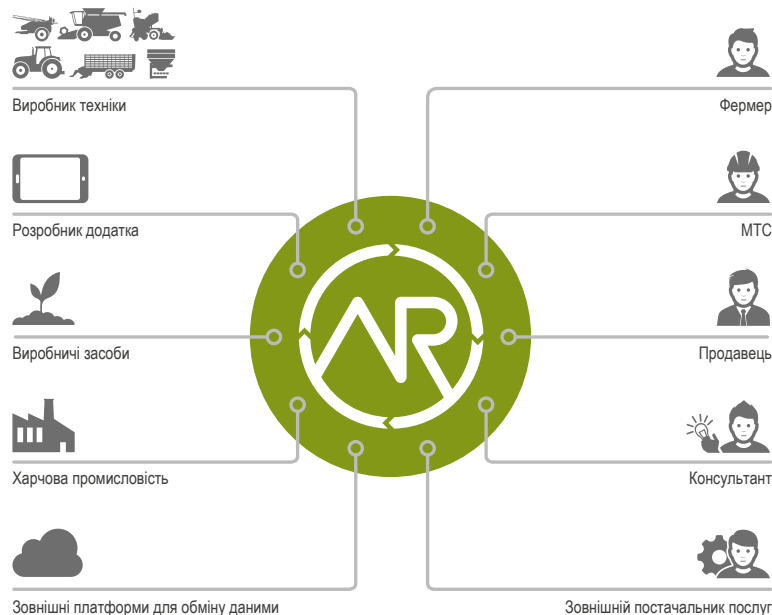 Виробник техніки
Фермер
Розробник додатка
МТС
AR
Виробничі засоби
Продавець
Харчова промисловість
Консультант
Зовнішні платформи для обміну даними
Зовнішній постачальник послуг